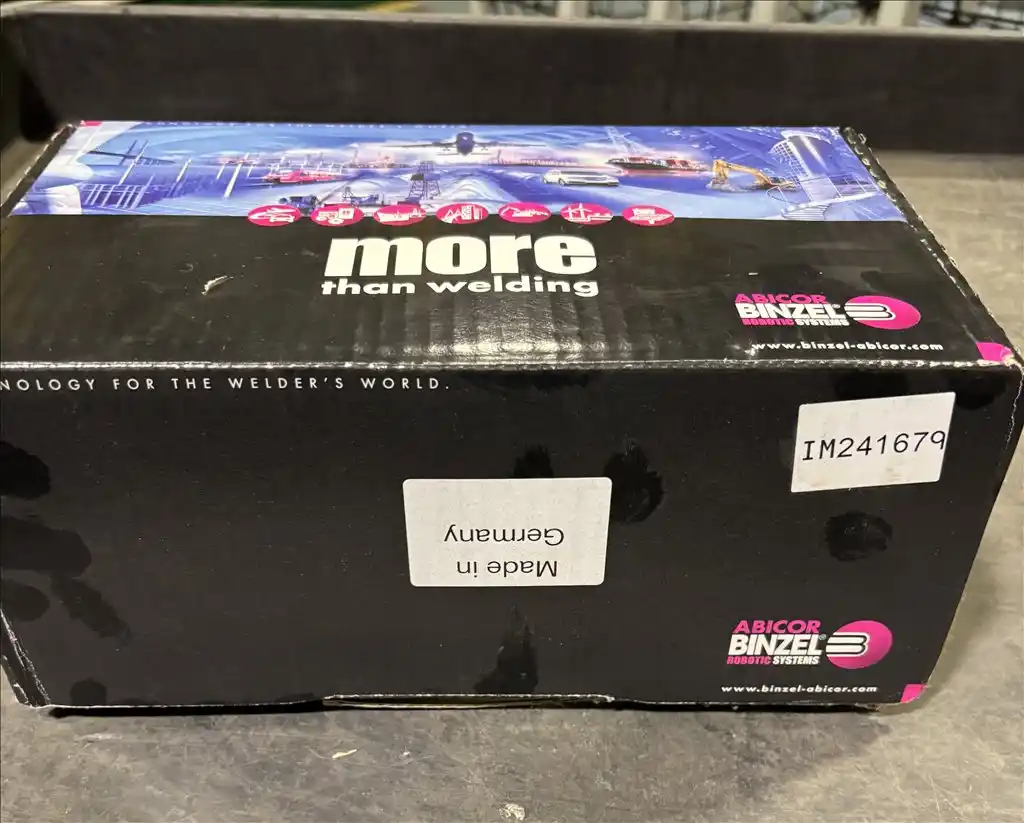 more
than welding
ABICOR
BINZEL®
ROBOTIC SYSTEMS
www.binzel-abicor.com
FOR THE WELDER'S WORLD.
IM241679
Made in
Germany
ABICOR
BINZEL®
ROBOTIC SYSTEMS
www.binzel-abicor.com